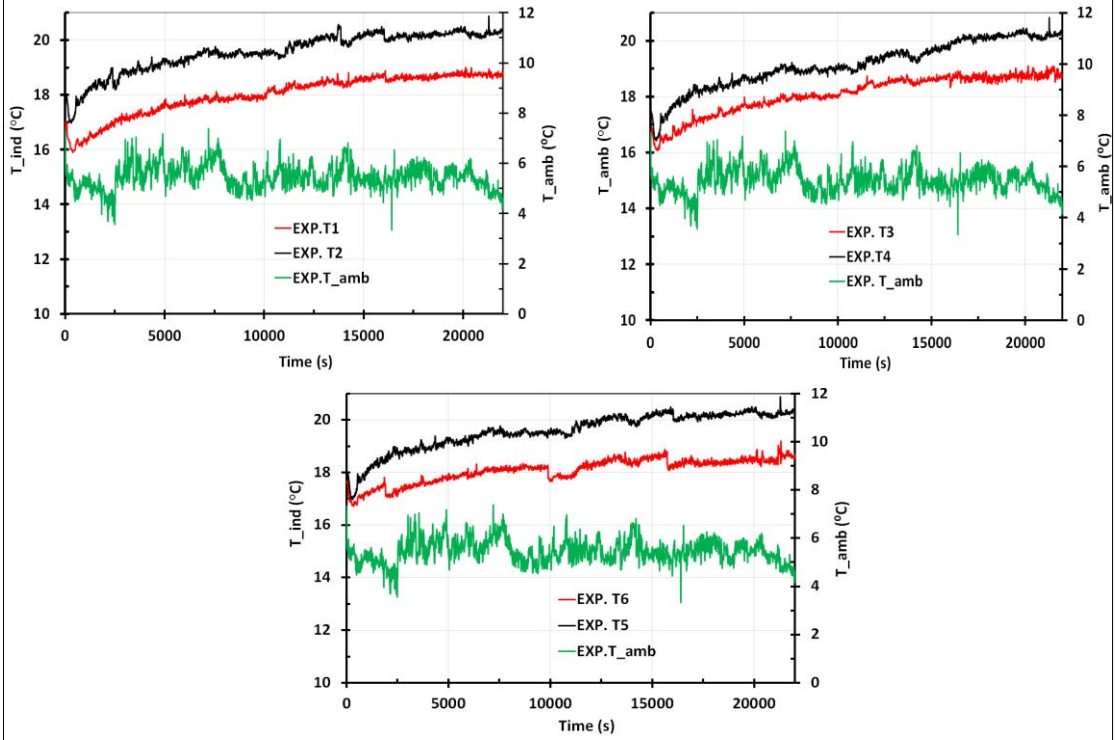 20
18
16
14
12
10
T_ind (°C)
12
10
8
6
4
2
0
T_amb (°C)
EXP.T1
EXP. T2
EXP.T_amb
0 5000 10000 15000 20000
Time (s)
20
18
16
14
12
10
T_amb (°C)
12
10
8
6
4
2
0
T_amb (°C)
EXP. T3
EXP.T4
EXP. T_amb
0 5000 10000 15000 20000
Time (s)
20
18
16
14
12
10
T_ind (°C)
12
10
8
6
4
2
0
T_amb (°C)
EXP. T6
EXP. T5
EXP.T_amb
0 5000 10000 15000 20000
Time (s)